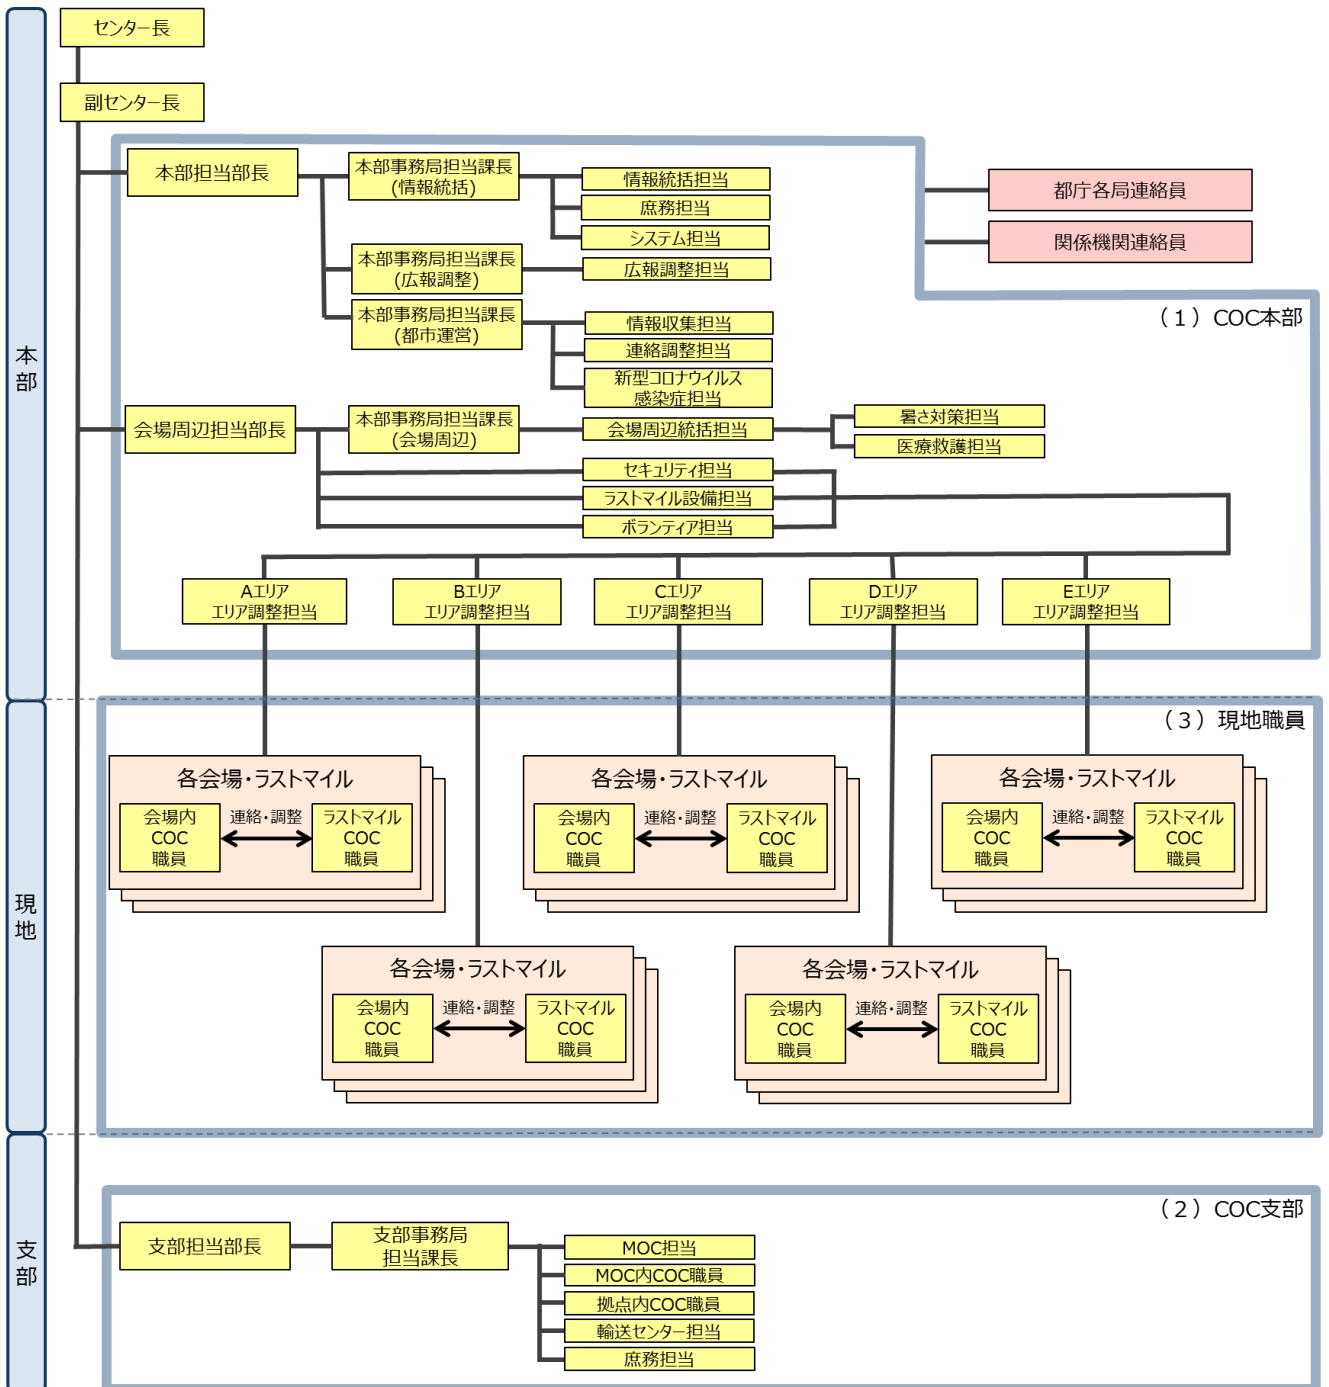 本部
センター長
副センター長
本部担当部長
本部事務局担当課長
(情報統括)
情報統括担当
庶務担当
システム担当
本部事務局担当課長
(広報調整)
広報調整担当
本部事務局担当課長
(都市運営)
情報収集担当
連絡調整担当
新型コロナウイルス
感染症担当
都庁各局連絡員
関係機関連絡員
（１）COC本部
会場周辺担当部長
本部事務局担当課長
(会場周辺)
会場周辺統括担当
暑さ対策担当
医療救護担当
セキュリティ担当
ラストマイル設備担当
ボランティア担当
Aエリア
エリア調整担当
Bエリア
エリア調整担当
Cエリア
エリア調整担当
Dエリア
エリア調整担当
Eエリア
エリア調整担当
現地
（３）現地職員
各会場・ラストマイル
会場内
COC
職員
連絡・調整
ラストマイル
COC
職員
各会場・ラストマイル
会場内
COC
職員
連絡・調整
ラストマイル
COC
職員
各会場・ラストマイル
会場内
COC
職員
連絡・調整
ラストマイル
COC
職員
各会場・ラストマイル
会場内
COC
職員
連絡・調整
ラストマイル
COC
職員
各会場・ラストマイル
会場内
COC
職員
連絡・調整
ラストマイル
COC
職員
支部
（２）COC支部
支部担当部長
支部事務局
担当課長
MOC担当
MOC内COC職員
拠点内COC職員
輸送センター担当
庶務担当